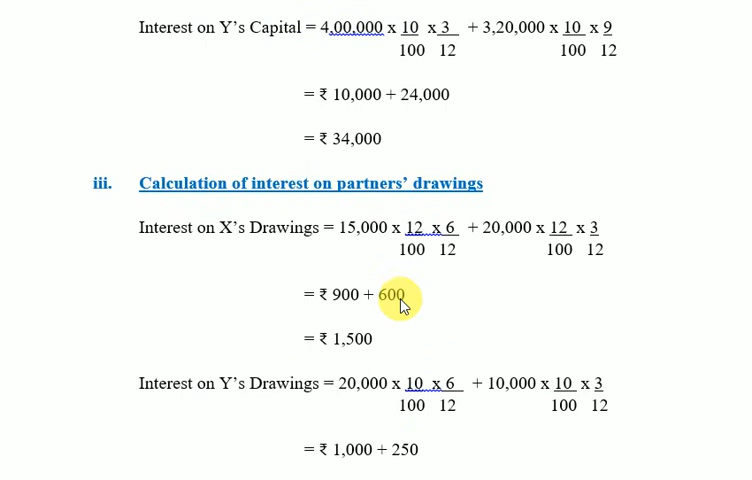 Interest on Y's Capital = 4,00,000 x 10 x 3 + 3,20,000 x 10 x 9
100 12 100 12
= ₹ 10,000 + 24,000
= ₹ 34,000
iii. Calculation of interest on partners' drawings
Interest on X's Drawings = 15,000 x 12 x 6 + 20,000 x 12 x 3
100 12 100 12
= ₹ 900 + 600
= ₹ 1,500
Interest on Y's Drawings = 20,000 x 10 x 6 + 10,000 x 10 x 3
100 12 100 12
= ₹ 1,000 + 250